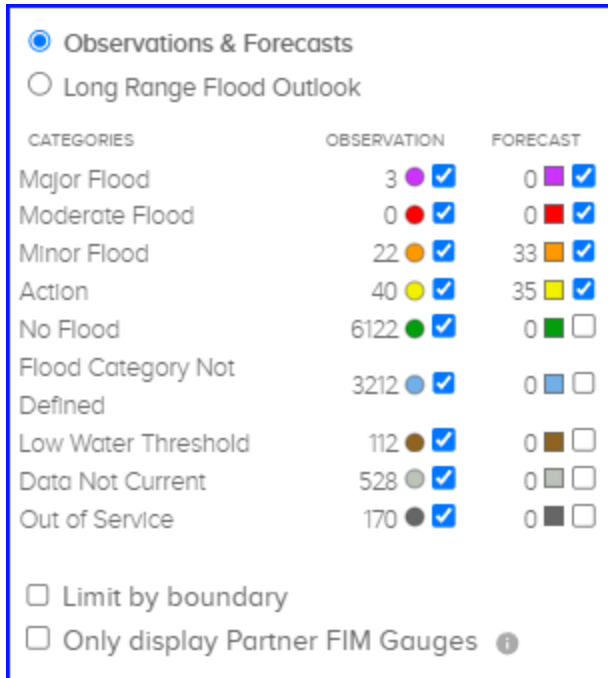 Observations & Forecasts
Long Range Flood Outlook
CATEGORIES OBSERVATION FORECAST
Major Flood 3 0
Moderate Flood 0 0
Minor Flood 22 33
Action 40 35
No Flood 6122 0
Flood Category Not
Defined 3212 0
Low Water Threshold 112 0
Data Not Current 528 0
Out of Service 170 0
Limit by boundary
Only display Partner FIM Gauges i